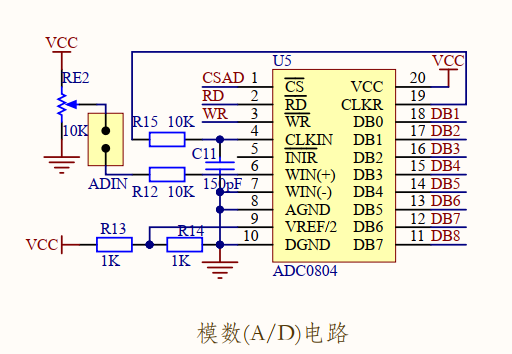 VCC
RE2
10K
ADIN
R15 10K
R12 10K
C11
150pF
VCC
R13
1K
R14
1K
U5
VCC
CSAD 1 CS VCC 20
RD 2 RD CLKR 19
WR 3 WR DB0 18 DB1
4 CLKIN DB1 17 DB2
5 INIR DB2 16 DB3
6 WIN(+) DB3 15 DB4
7 WIN(-) DB4 14 DB5
8 AGND DB5 13 DB6
9 VREF/2 DB6 12 DB7
10 DGND DB7 11 DB8
ADC0804
模数(A/D)电路